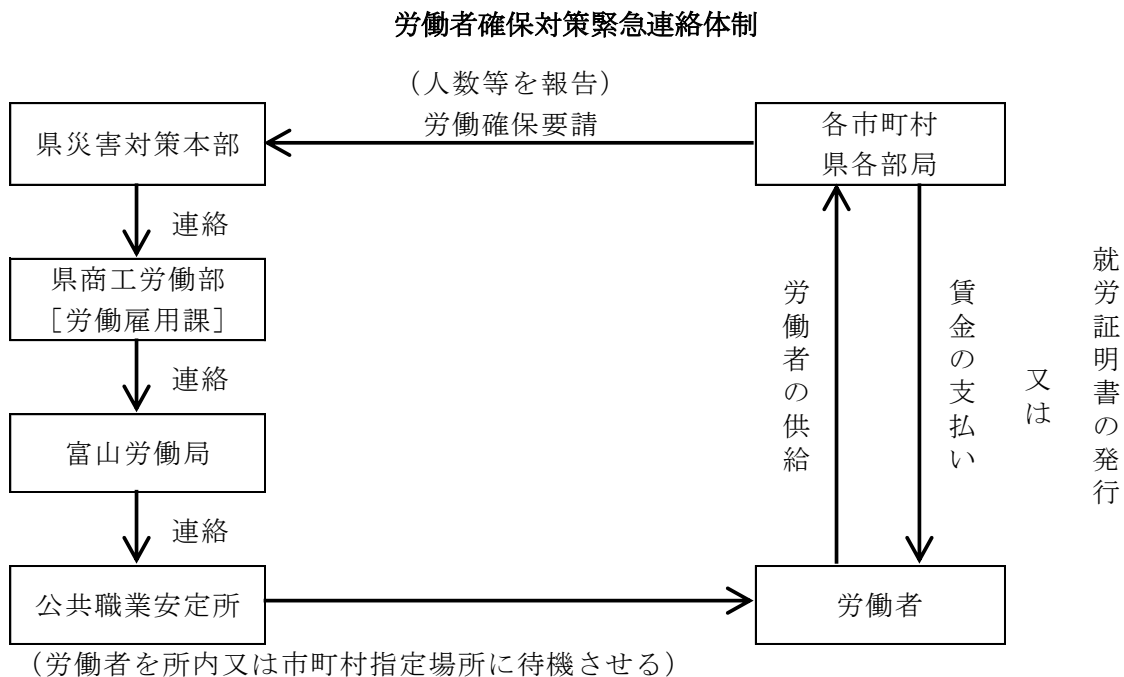 労働者確保対策緊急連絡体制
（人数等を報告）
労働確保要請
県災害対策本部
各市町村
県各部局
連絡
県商工労働部
［労働雇用課］
連絡
富山労働局
連絡
公共職業安定所
労働者の供給
賃金の支払い
又は
就労証明書の発行
労働者
（労働者を所内又は市町村指定場所に待機させる）